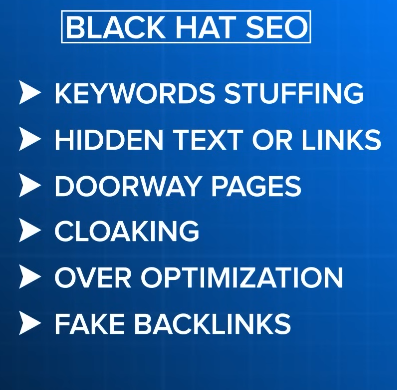 BLACK HAT SEO
KEYWORDS STUFFING
HIDDEN TEXT OR LINKS
DOORWAY PAGES
CLOAKING
OVER OPTIMIZATION
FAKE BACKLINKS